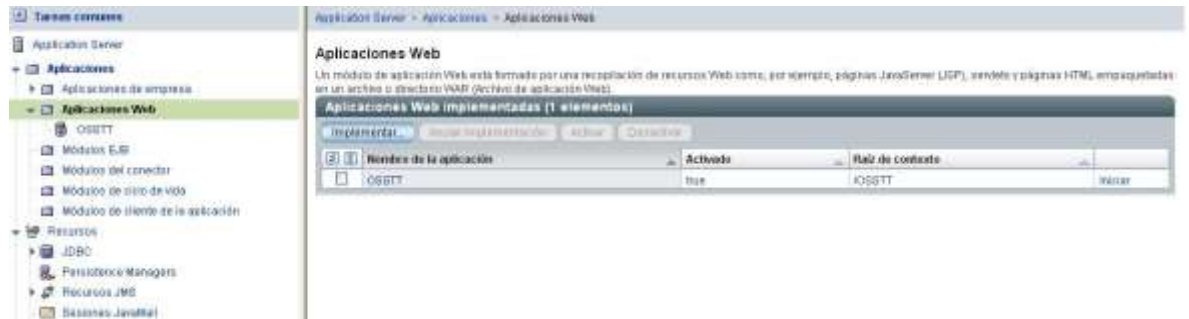 Tareas comunes
Application Server
Aplicaciones
Aplicaciones de empresa
Aplicaciones Web
OSSTT
Módulos EJB
Módulos del conector
Módulos de ciclo de vida
Módulos de cliente de la aplicación
Recursos
JDBC
Persistence Managers
Recursos JMS
Sesiones JavaMail
Application Server > Aplicaciones > Aplicaciones Web
Aplicaciones Web
Un módulo de aplicación Web está formado por una recopilación de recursos Web como, por ejemplo, páginas JavaServer (JSP), servlets y páginas HTML, empaquetadas
en un archivo o directorio WAR (Archivo de aplicación Web).
Aplicaciones Web implementadas (1 elementos)
Implementar... Anular implementación Activar Desactivar
Nombre de la aplicación Activado Raíz de contexto
OSSTT true /OSSTT Iniciar